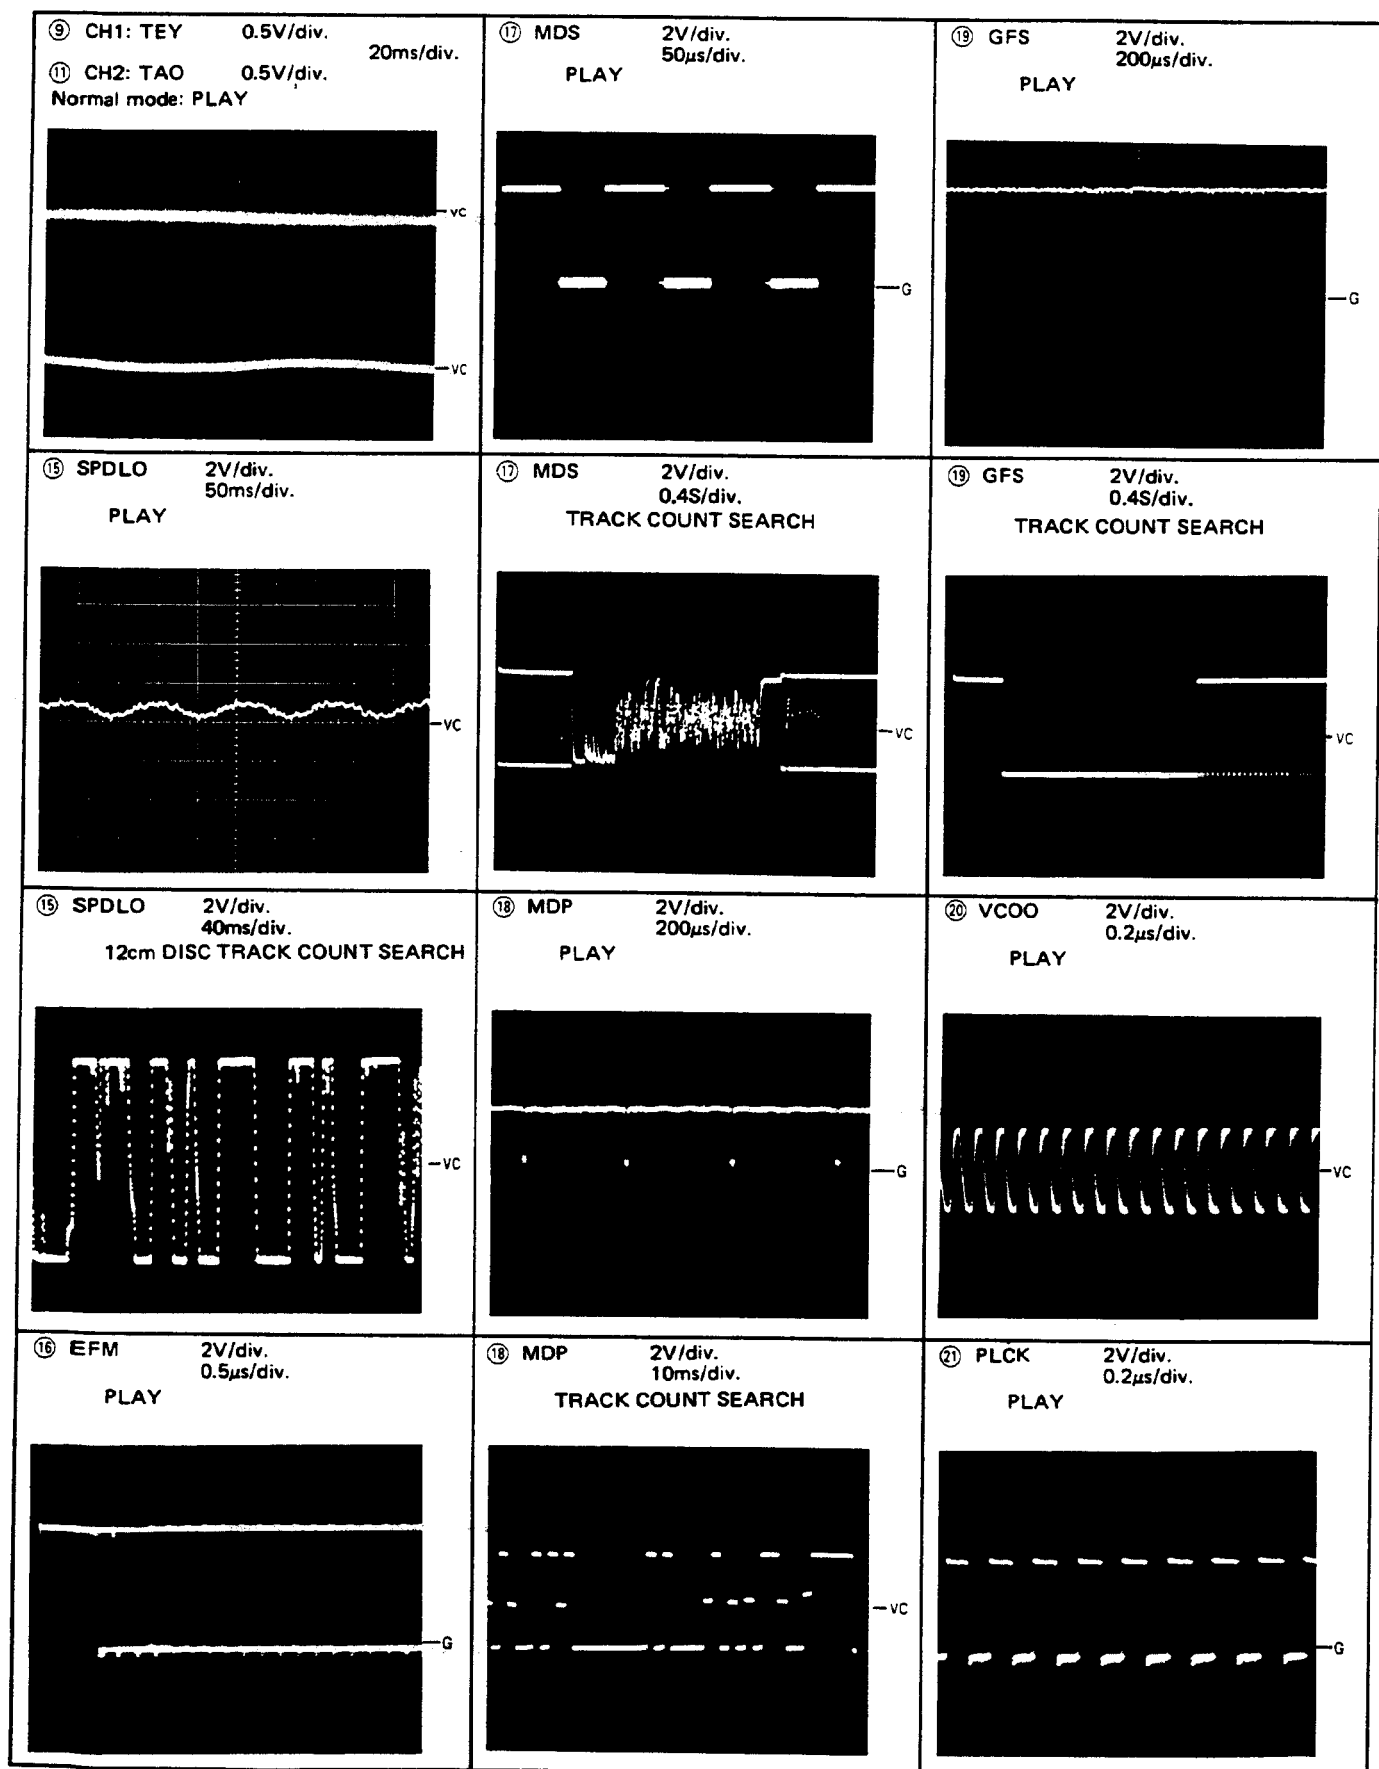 ⑨ CH1: TEY 0.5V/div.
20ms/div.
⑪ CH2: TAO 0.5V/div.
Normal mode: PLAY
VC
VC
⑰ MDS 2V/div.
50μs/div.
PLAY
G
⑲ GFS 2V/div.
200μs/div.
PLAY
G
⑮ SPDLO 2V/div.
50ms/div.
PLAY
VC
⑰ MDS 2V/div.
0.4S/div.
TRACK COUNT SEARCH
VC
⑲ GFS 2V/div.
0.4S/div.
TRACK COUNT SEARCH
VC
⑮ SPDLO 2V/div.
40ms/div.
12cm DISC TRACK COUNT SEARCH
VC
⑱ MDP 2V/div.
200μs/div.
PLAY
G
⑳ VCOO 2V/div.
0.2μs/div.
PLAY
VC
⑯ EFM 2V/div.
0.5μs/div.
PLAY
G
⑱ MDP 2V/div.
10ms/div.
TRACK COUNT SEARCH
VC
㉑ PLCK 2V/div.
0.2μs/div.
PLAY
G